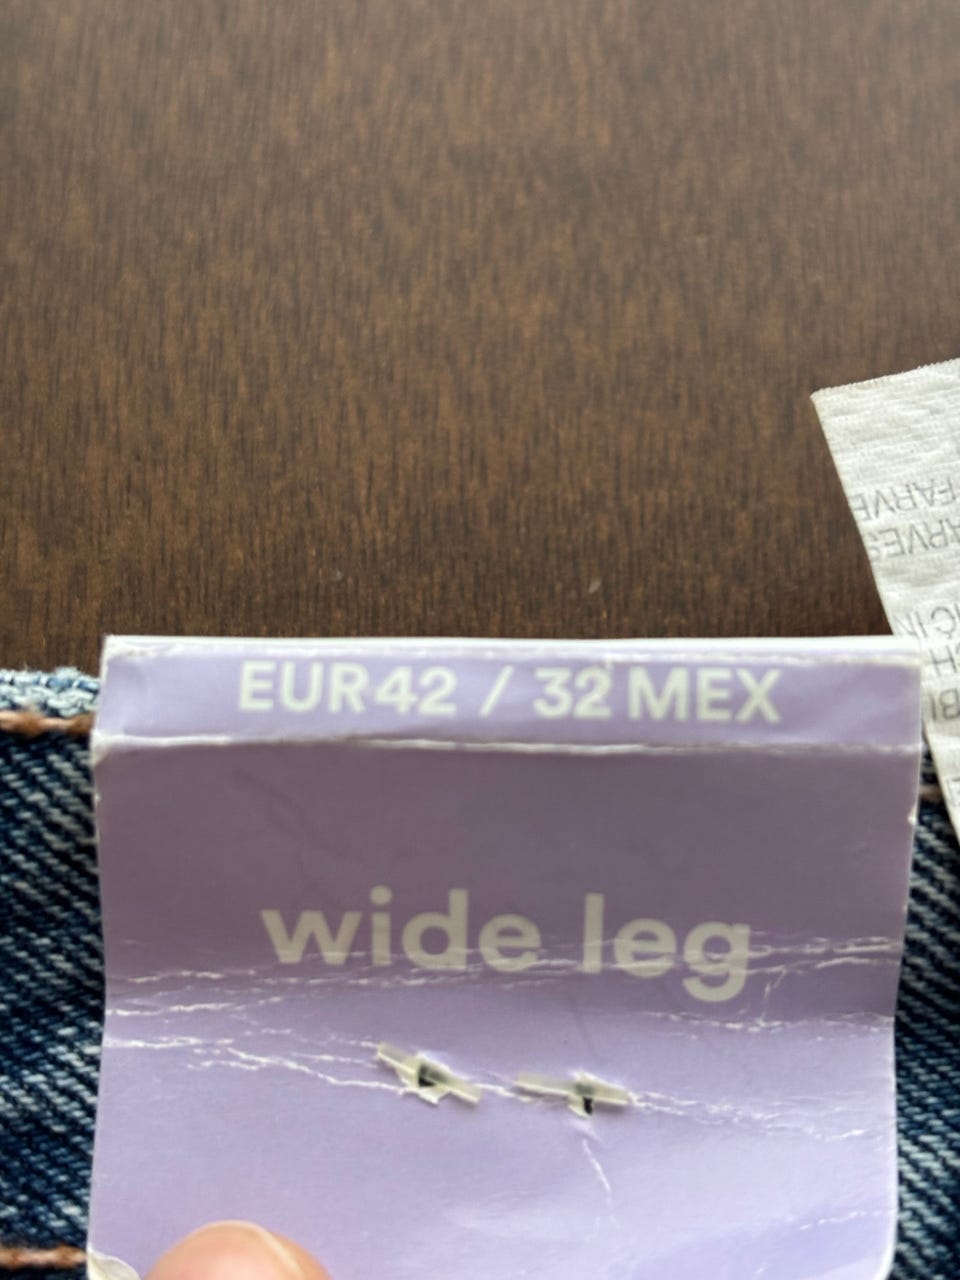 EUR42 / 32 MEX
wide leg